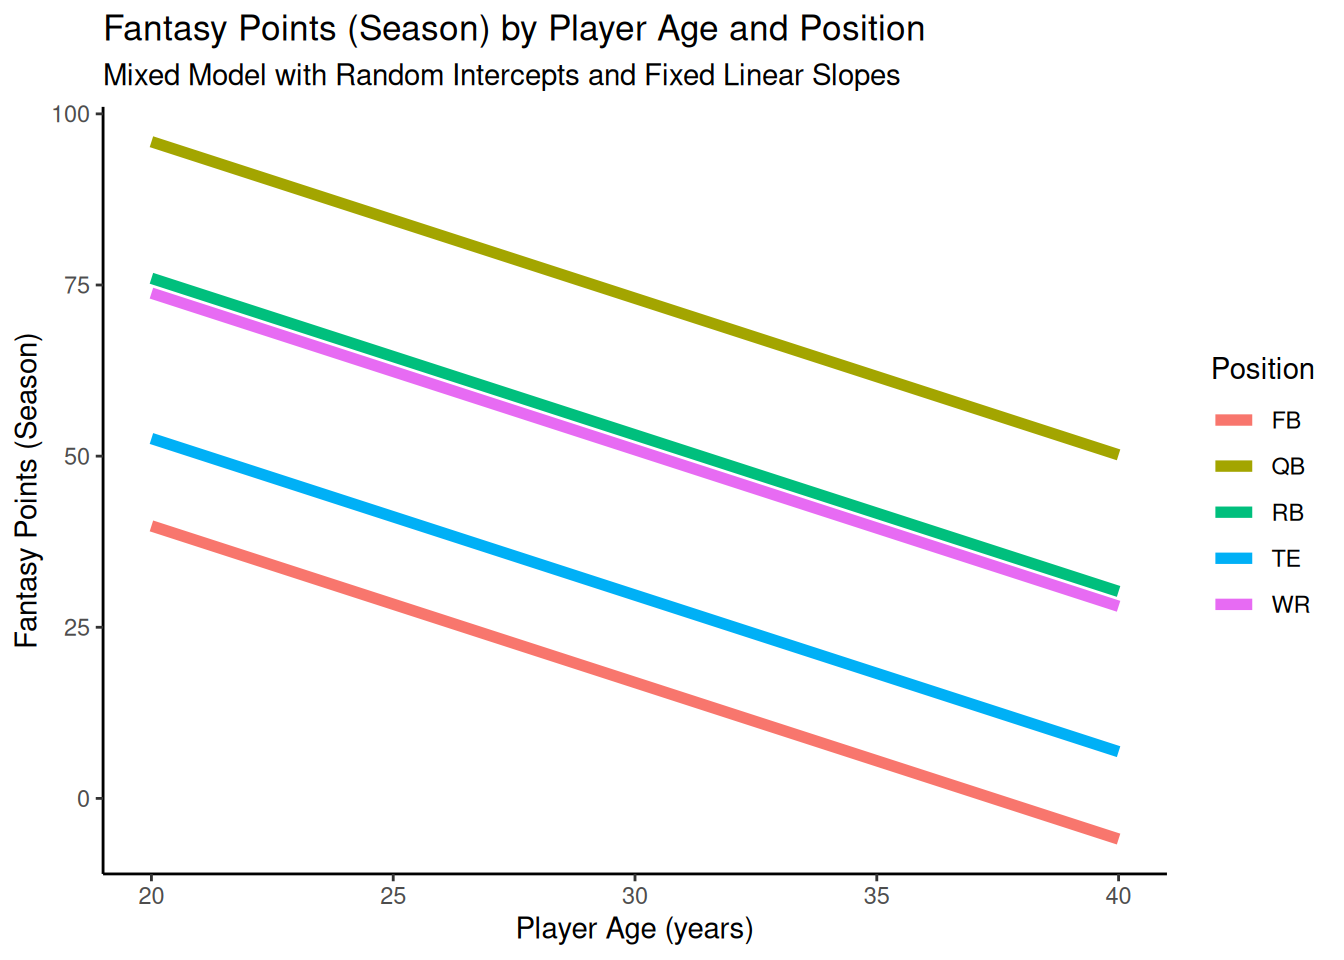 Fantasy Points (Season) by Player Age and Position
Mixed Model with Random Intercepts and Fixed Linear Slopes
100
75
50
25
0
Fantasy Points (Season)
20 25 30 35 40
Player Age (years)
Position
FB
QB
RB
TE
WR